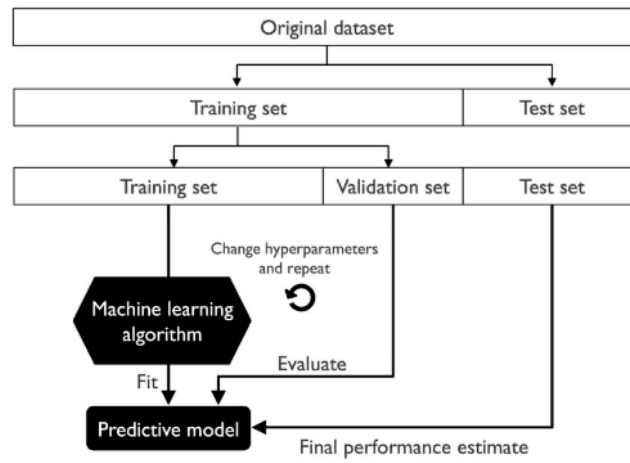 Original dataset
Training set
Test set
Training set
Validation set
Test set
Change hyperparameters
and repeat
Machine learning
algorithm
Fit
Evaluate
Predictive model
Final performance estimate